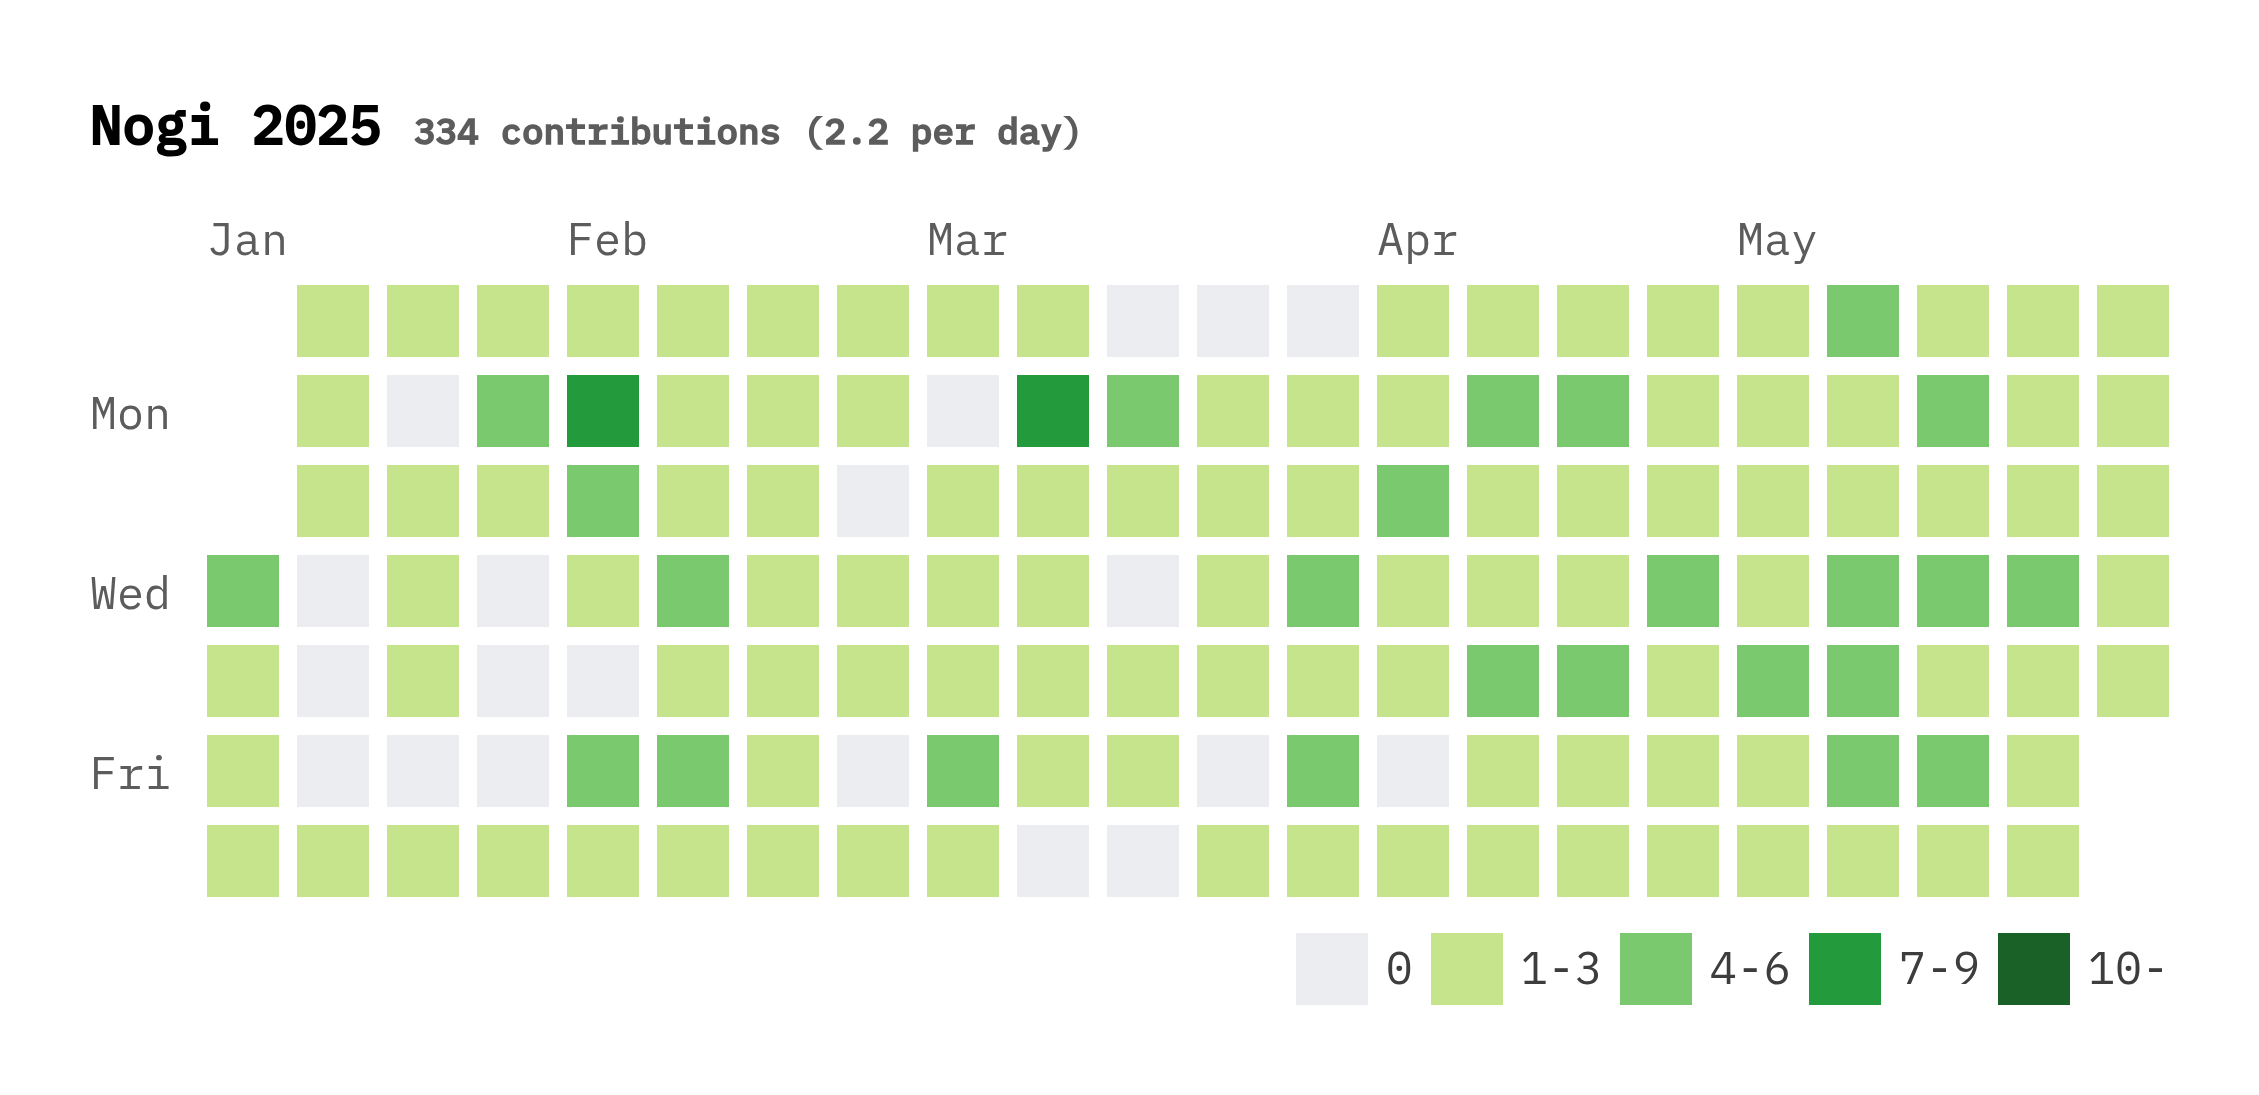 Nogi 2025 334 contributions (2.2 per day)
Jan Feb Mar Apr May
Mon
Wed
Fri
0 1-3 4-6 7-9 10-